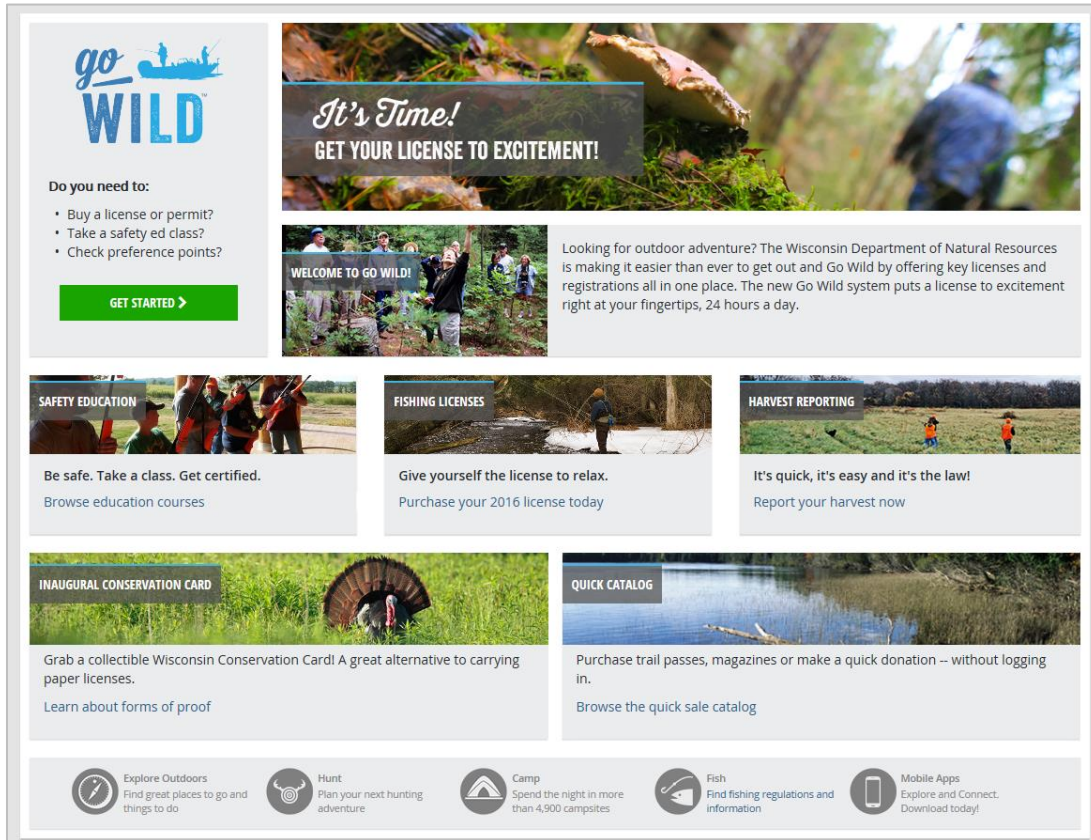 go
WILD™
Do you need to:
• Buy a license or permit?
• Take a safety ed class?
• Check preference points?
GET STARTED
It's Time!
GET YOUR LICENSE TO EXCITEMENT!
WELCOME TO GO WILD!
Looking for outdoor adventure? The Wisconsin Department of Natural Resources
is making it easier than ever to get out and Go Wild by offering key licenses and
registrations all in one place. The new Go Wild system puts a license to excitement
right at your fingertips, 24 hours a day.
SAFETY EDUCATION
Be safe. Take a class. Get certified.
Browse education courses
FISHING LICENSES
Give yourself the license to relax.
Purchase your 2016 license today
HARVEST REPORTING
It's quick, it's easy and it's the law!
Report your harvest now
INAUGURAL CONSERVATION CARD
Grab a collectible Wisconsin Conservation Card! A great alternative to carrying
paper licenses.
Learn about forms of proof
QUICK CATALOG
Purchase trail passes, magazines or make a quick donation -- without logging
in.
Browse the quick sale catalog
Explore Outdoors
Find great places to go and
things to do
Hunt
Plan your next hunting
adventure
Camp
Spend the night in more
than 4,900 campsites
Fish
Find fishing regulations and
information
Mobile Apps
Explore and Connect.
Download today!